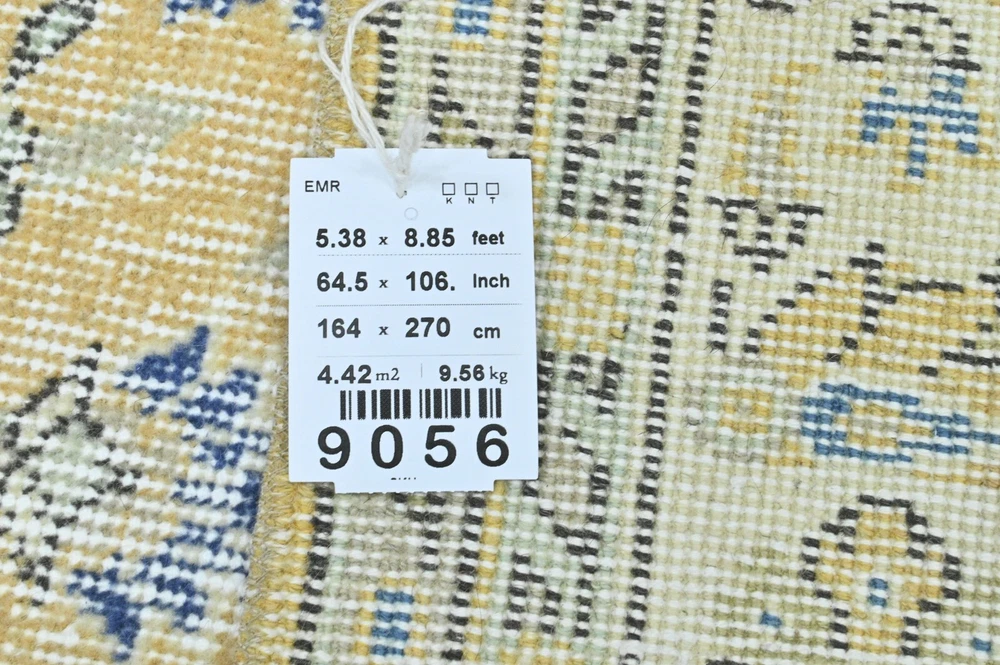 EMR
K N T
5.38 x 8.85 feet
64.5 x 106. Inch
164 x 270 cm
4.42 m2 | 9.56 kg
9056